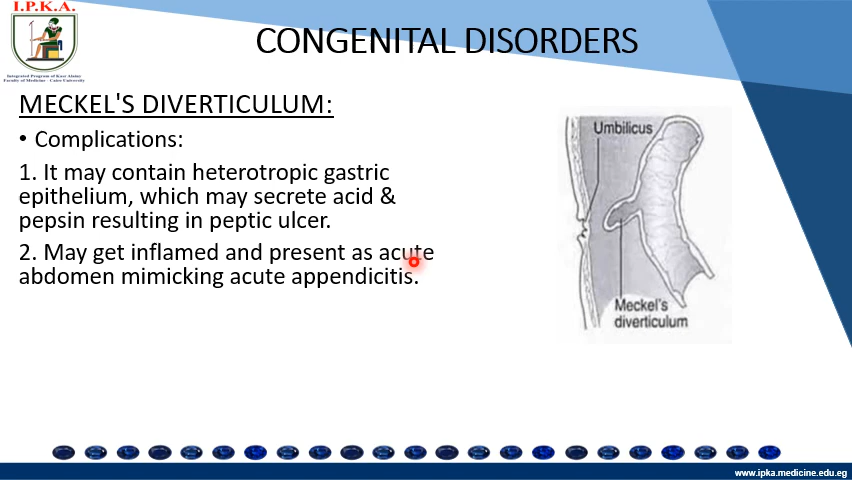 I.P.K.A.
Integrated Program of Kasr Alainy
Faculty of Medicine - Cairo University
CONGENITAL DISORDERS
MECKEL'S DIVERTICULUM:
• Complications:
1. It may contain heterotropic gastric
epithelium, which may secrete acid &
pepsin resulting in peptic ulcer.
2. May get inflamed and present as acute
abdomen mimicking acute appendicitis.
Umbilicus
Meckel's
diverticulum
www.ipka.medicine.edu.eg